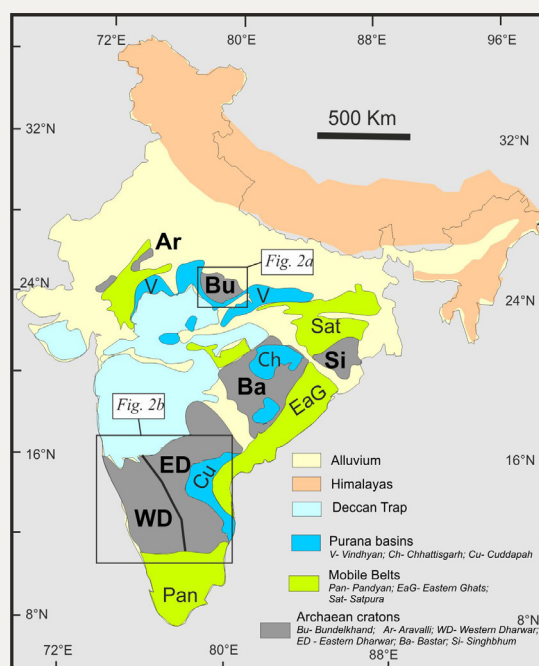 72°E 80°E 88°E 96°E
500 Km
32°N 32°N
Ar
Fig. 2a
24°N V Bu V 24°N
Sat
Ch Si
Ba
EaG
Fig. 2b
16°N ED 16°N
Cu
WD
Pan
Alluvium
Himalayas
Deccan Trap
Purana basins
V- Vindhyan; Ch- Chhattisgarh; Cu- Cuddapah
Mobile Belts
Pan- Pandyan; EaG- Eastern Ghats;
Sat- Satpura
Archaean cratons
Bu- Bundelkhand; Ar- Aravalli; WD- Western Dharwar;
ED - Eastern Dharwar; Ba- Bastar; Si- Singhbhum
8°N 8°N
72°E 80°E 88°E